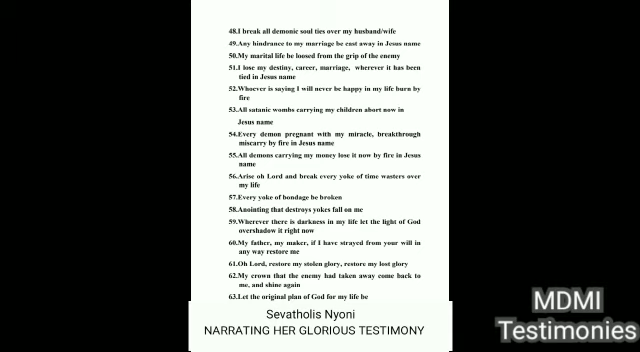 48.I break all demonic soul ties over my husband/wife
49.Any hindrance to my marriage be cast away in Jesus name
50.My marital life be loosed from the grip of the enemy
51.I lose my destiny, career, marriage, wherever it has been
tied in Jesus name
52.Whoever is saying I will never be happy in my life burn by
fire
53.All satanic wombs carrying my children abort now in
Jesus name
54.Every demon pregnant with my miracle, breakthrough
miscarry by fire in Jesus name
55.All demons carrying my money lose it now by fire in Jesus
name
56.Arise oh Lord and break every yoke of time wasters over
my life
57.Every yoke of bondage be broken
58.Anointing that destroys yokes fall on me
59.Wherever there is darkness in my life let the light of God
overshadow it right now
60.My father, my maker, if I have strayed from your will in
any way restore me
61.Oh Lord, restore my stolen glory, restore my lost glory
62.My crown that the enemy had taken away come back to
me, and shine again
63.Let the original plan of God for my life be
Sevatholis Nyoni
NARRATING HER GLORIOUS TESTIMONY
MDMI
Testimonies